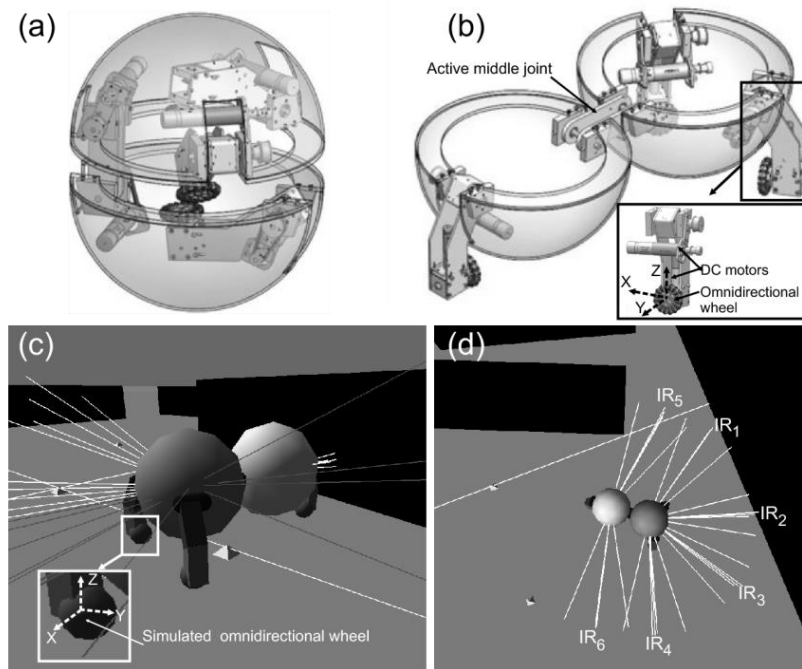 (a)
(b)
Active middle joint
DC motors
Omnidirectional
wheel
Z
X
Y
(c)
Z
Y
X
Simulated omnidirectional wheel
(d)
IR5
IR1
IR2
IR3
IR4
IR6